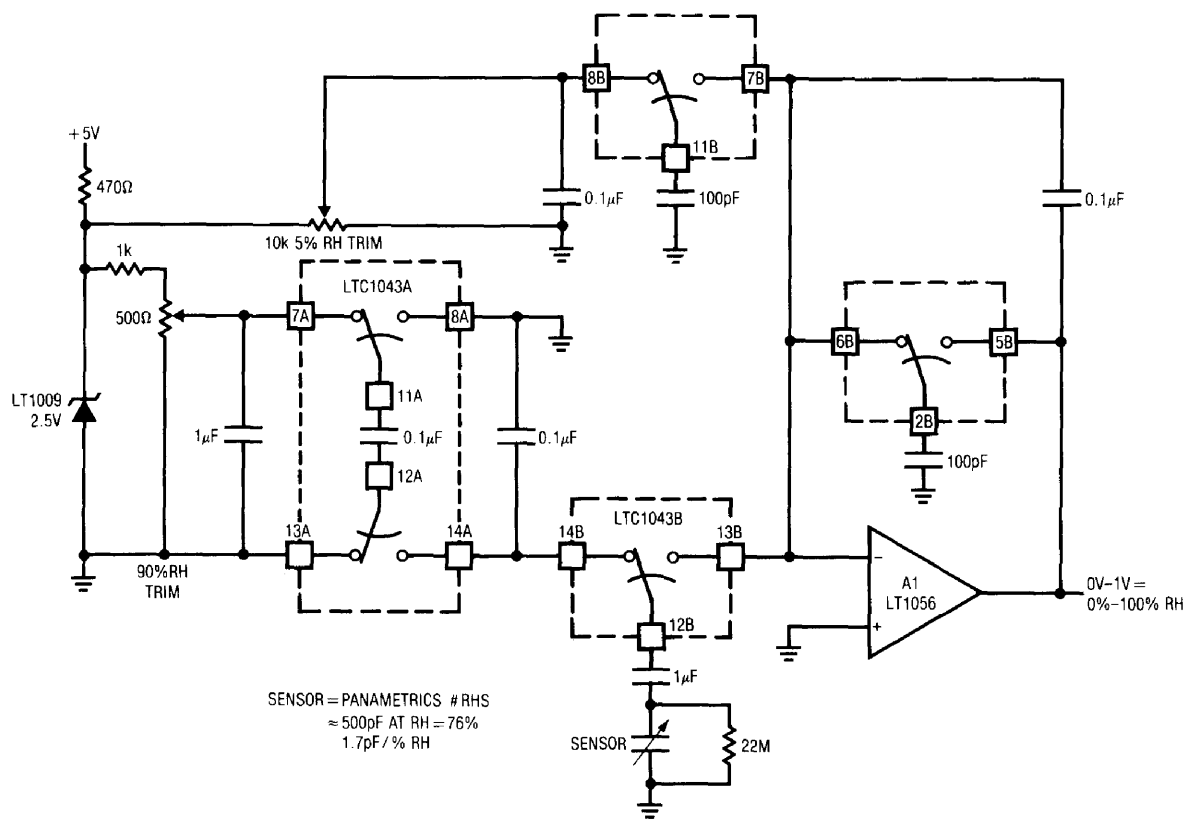 8B
7B
11B
0.1µF
100pF
0.1µF
+5V
470Ω
10k 5% RH TRIM
1k
500Ω
LTC1043A
7A
8A
11A
0.1µF
12A
1µF
0.1µF
LT1009
2.5V
6B
5B
2B
100pF
13A
14A
90%RH
TRIM
LTC1043B
14B
13B
12B
1µF
−
+
A1
LT1056
0V–1V =
0%–100% RH
SENSOR = PANAMETRICS #RHS
≈ 500pF AT RH = 76%
1.7pF/% RH
SENSOR
22M